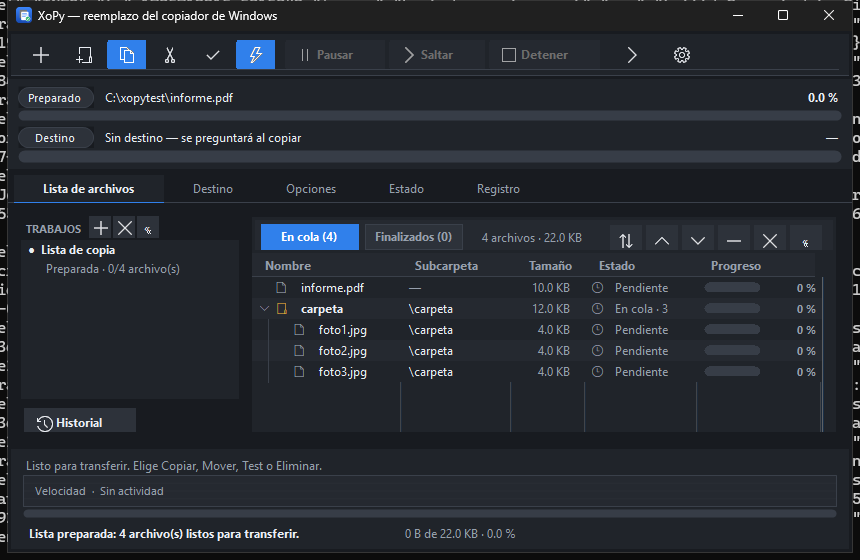 XoPy — reemplazo del copiador de Windows
Pausar
Saltar
Detener
Preparado C:\xopytest\informe.pdf 0.0 %
Destino Sin destino — se preguntará al copiar —
Lista de archivos Destino Opciones Estado Registro
TRABAJOS
Lista de copia
Preparada · 0/4 archivo(s)
Historial
En cola (4) Finalizados (0) 4 archivos · 22.0 KB
Nombre Subcarpeta Tamaño Estado Progreso
informe.pdf — 10.0 KB Pendiente 0 %
carpeta \carpeta 12.0 KB En cola · 3 0 %
foto1.jpg \carpeta 4.0 KB Pendiente 0 %
foto2.jpg \carpeta 4.0 KB Pendiente 0 %
foto3.jpg \carpeta 4.0 KB Pendiente 0 %
Listo para transferir. Elige Copiar, Mover, Test o Eliminar.
Velocidad · Sin actividad
Lista preparada: 4 archivo(s) listos para transferir. 0 B de 22.0 KB · 0.0 %